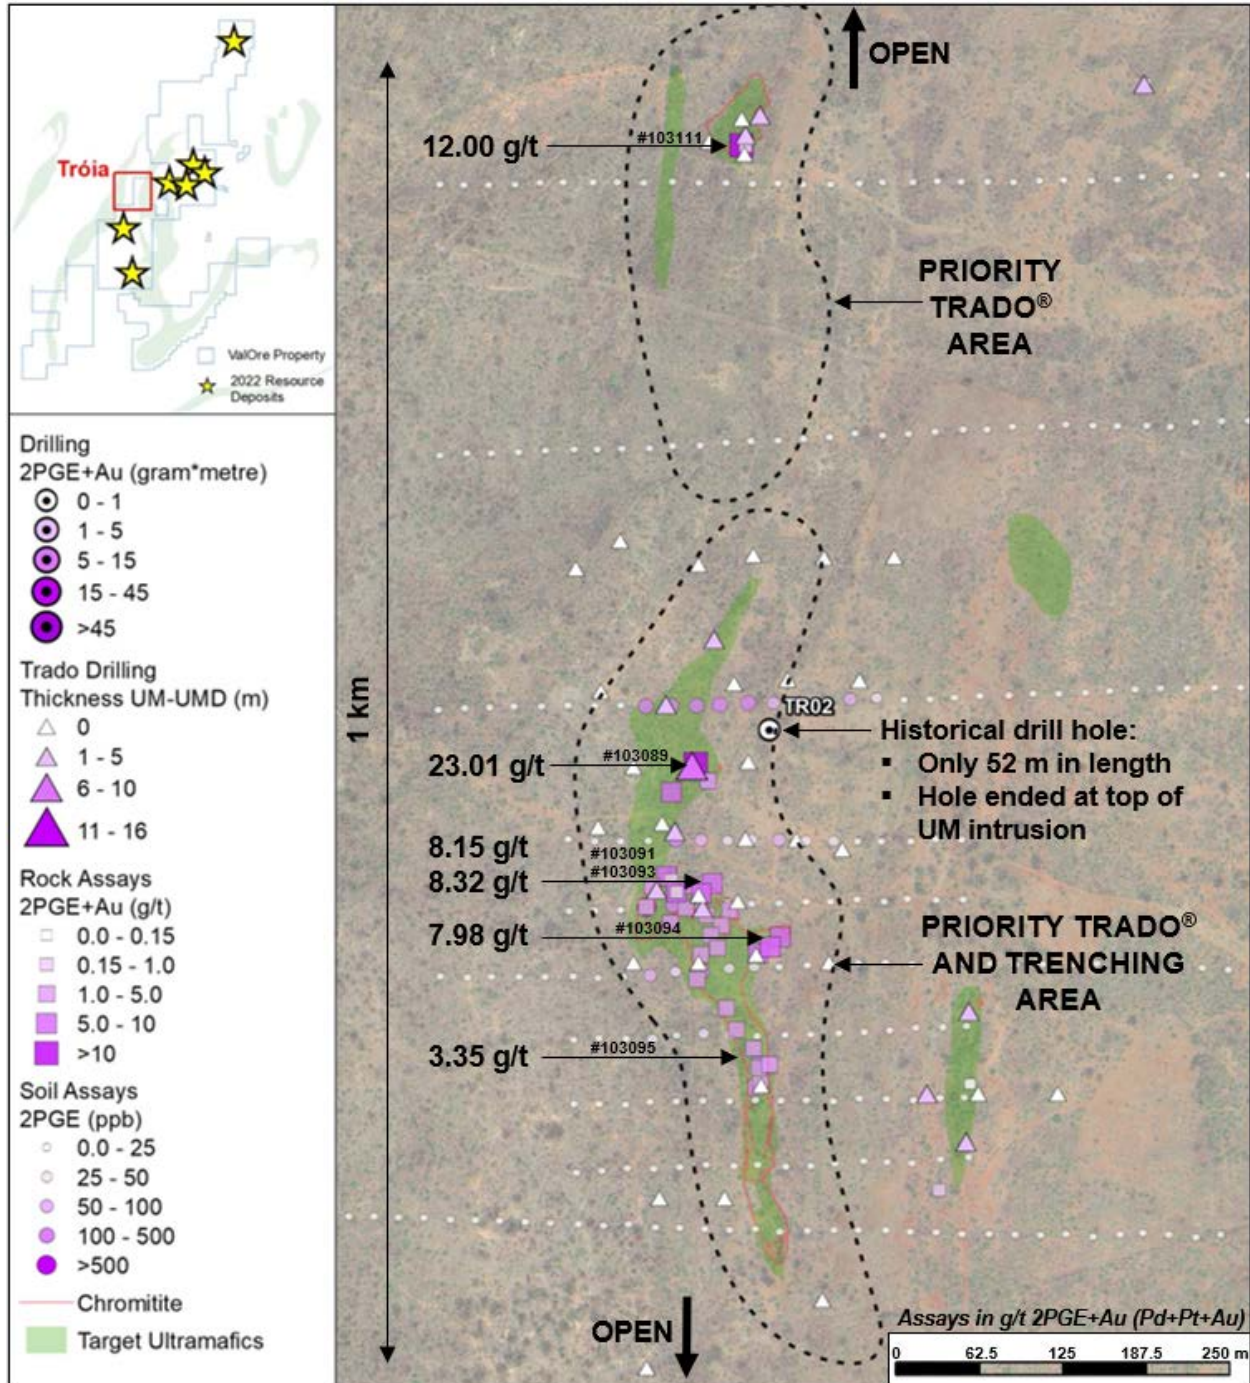 Tróia
ValOre Property
2022 Resource
Deposits
Drilling
2PGE+Au (gram*metre)
0 - 1
1 - 5
5 - 15
15 - 45
>45
Trado Drilling
Thickness UM-UMD (m)
0
1 - 5
6 - 10
11 - 16
Rock Assays
2PGE+Au (g/t)
0.0 - 0.15
0.15 - 1.0
1.0 - 5.0
5.0 - 10
>10
Soil Assays
2PGE (ppb)
0.0 - 25
25 - 50
50 - 100
100 - 500
>500
Chromitite
Target Ultramafics
OPEN
12.00 g/t
#103111
PRIORITY
TRADO®
AREA
1 km
TR02
Historical drill hole:
▪ Only 52 m in length
▪ Hole ended at top of
UM intrusion
23.01 g/t
#103089
8.15 g/t
#103091
8.32 g/t
#103093
7.98 g/t
#103094
PRIORITY TRADO®
AND TRENCHING
AREA
3.35 g/t
#103095
OPEN
Assays in g/t 2PGE+Au (Pd+Pt+Au)
0 62.5 125 187.5 250 m